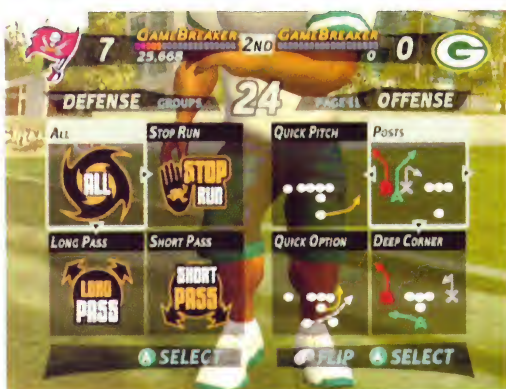 7 GAMEBREAKER 2ND GAMEBREAKER 0 G
25,668 0
DEFENSE GROUPS 24 PAGE 11 OFFENSE
ALL STOP RUN QUICK PITCH POSTS
ALL STOP RUN
LONG PASS SHORT PASS QUICK OPTION DEEP CORNER
LONG PASS SHORT PASS
A SELECT FLIP A SELECT